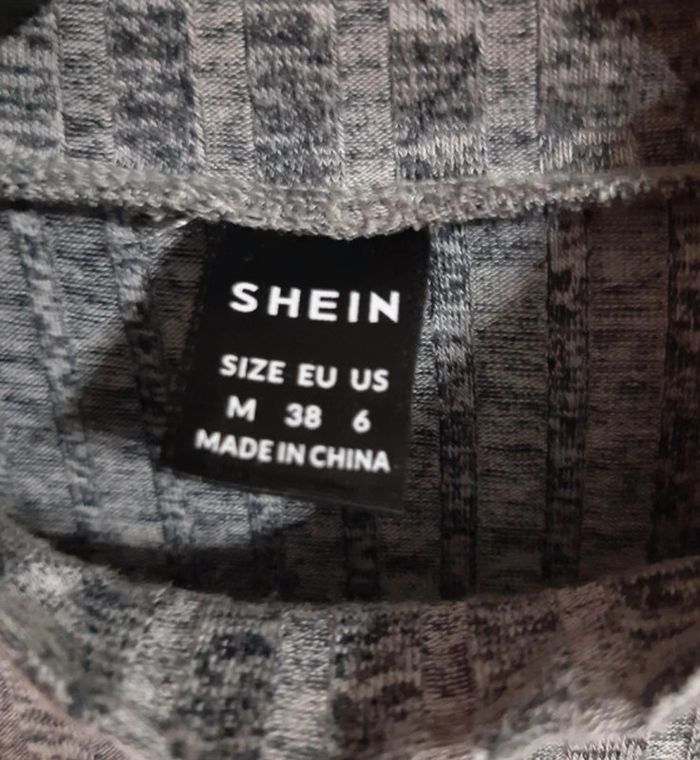 SHEIN
SIZE EU US
M 38 6
MADE IN CHINA